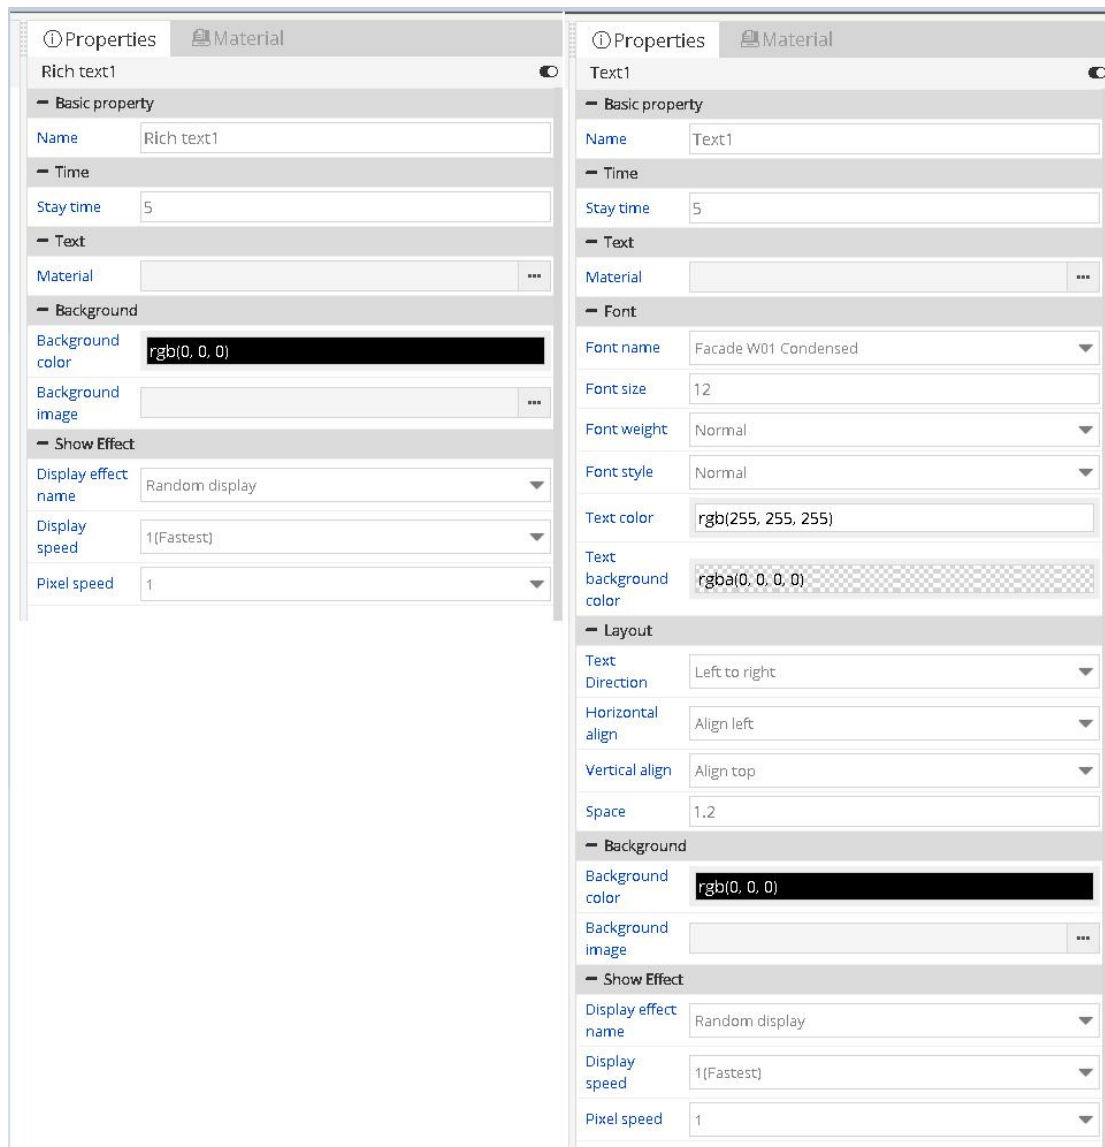 Properties Material
Rich text1
Basic property
Name Rich text1
Time
Stay time 5
Text
Material ...
Background
Background
color
rgb(0, 0, 0)
Background
image
...
Show Effect
Display effect
name
Random display
Display
speed
1(Fastest)
Pixel speed 1
Properties Material
Text1
Basic property
Name Text1
Time
Stay time 5
Text
Material ...
Font
Font name Facade W01 Condensed
Font size 12
Font weight Normal
Font style Normal
Text color rgb(255, 255, 255)
Text
background
color
rgba(0, 0, 0, 0)
Layout
Text
Direction
Left to right
Horizontal
align
Align left
Vertical align Align top
Space 1.2
Background
Background
color
rgb(0, 0, 0)
Background
image
...
Show Effect
Display effect
name
Random display
Display
speed
1(Fastest)
Pixel speed 1